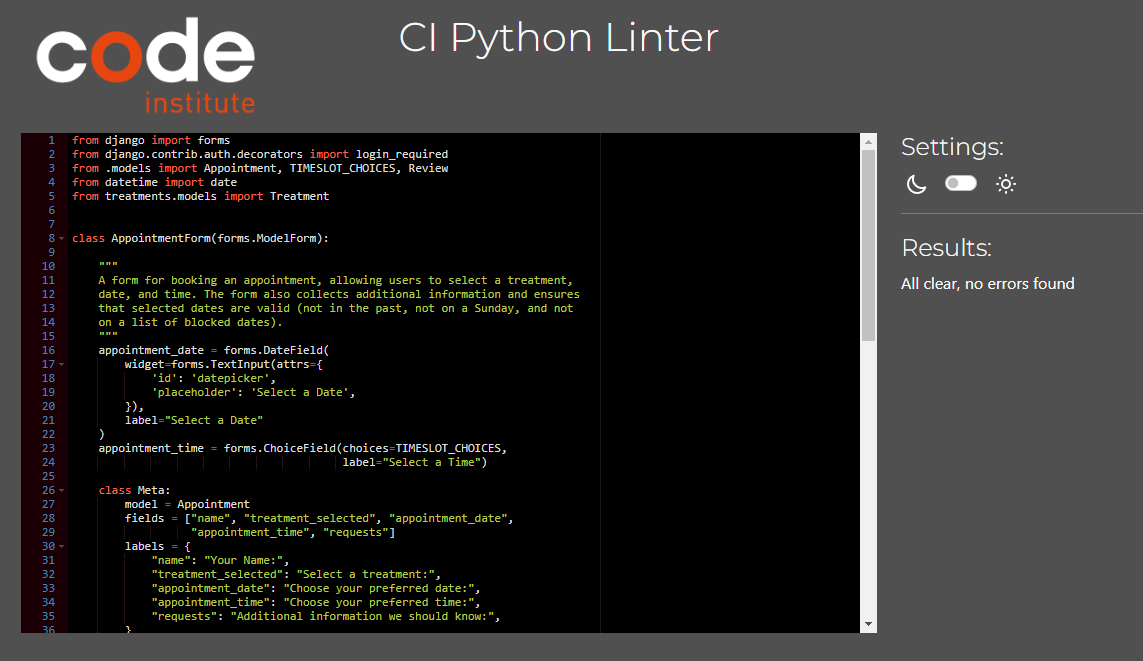 code
institute
CI Python Linter
1 from django import forms
2 from django.contrib.auth.decorators import login_required
3 from .models import Appointment, TIMESLOT_CHOICES, Review
4 from datetime import date
5 from treatments.models import Treatment
6
7
8 class AppointmentForm(forms.ModelForm):
9
10     """
11     A form for booking an appointment, allowing users to select a treatment,
12     date, and time. The form also collects additional information and ensures
13     that selected dates are valid (not in the past, not on a Sunday, and not
14     on a list of blocked dates).
15     """
16     appointment_date = forms.DateField(
17         widget=forms.TextInput(attrs={
18             'id': 'datepicker',
19             'placeholder': 'Select a Date',
20         }),
21         label="Select a Date"
22     )
23     appointment_time = forms.ChoiceField(choices=TIMESLOT_CHOICES,
24                                          label="Select a Time")
25
26     class Meta:
27         model = Appointment
28         fields = ["name", "treatment_selected", "appointment_date",
29                   "appointment_time", "requests"]
30         labels = {
31             "name": "Your Name:",
32             "treatment_selected": "Select a treatment:",
33             "appointment_date": "Choose your preferred date:",
34             "appointment_time": "Choose your preferred time:",
35             "requests": "Additional information we should know:",
36         }
Settings:
Results:
All clear, no errors found